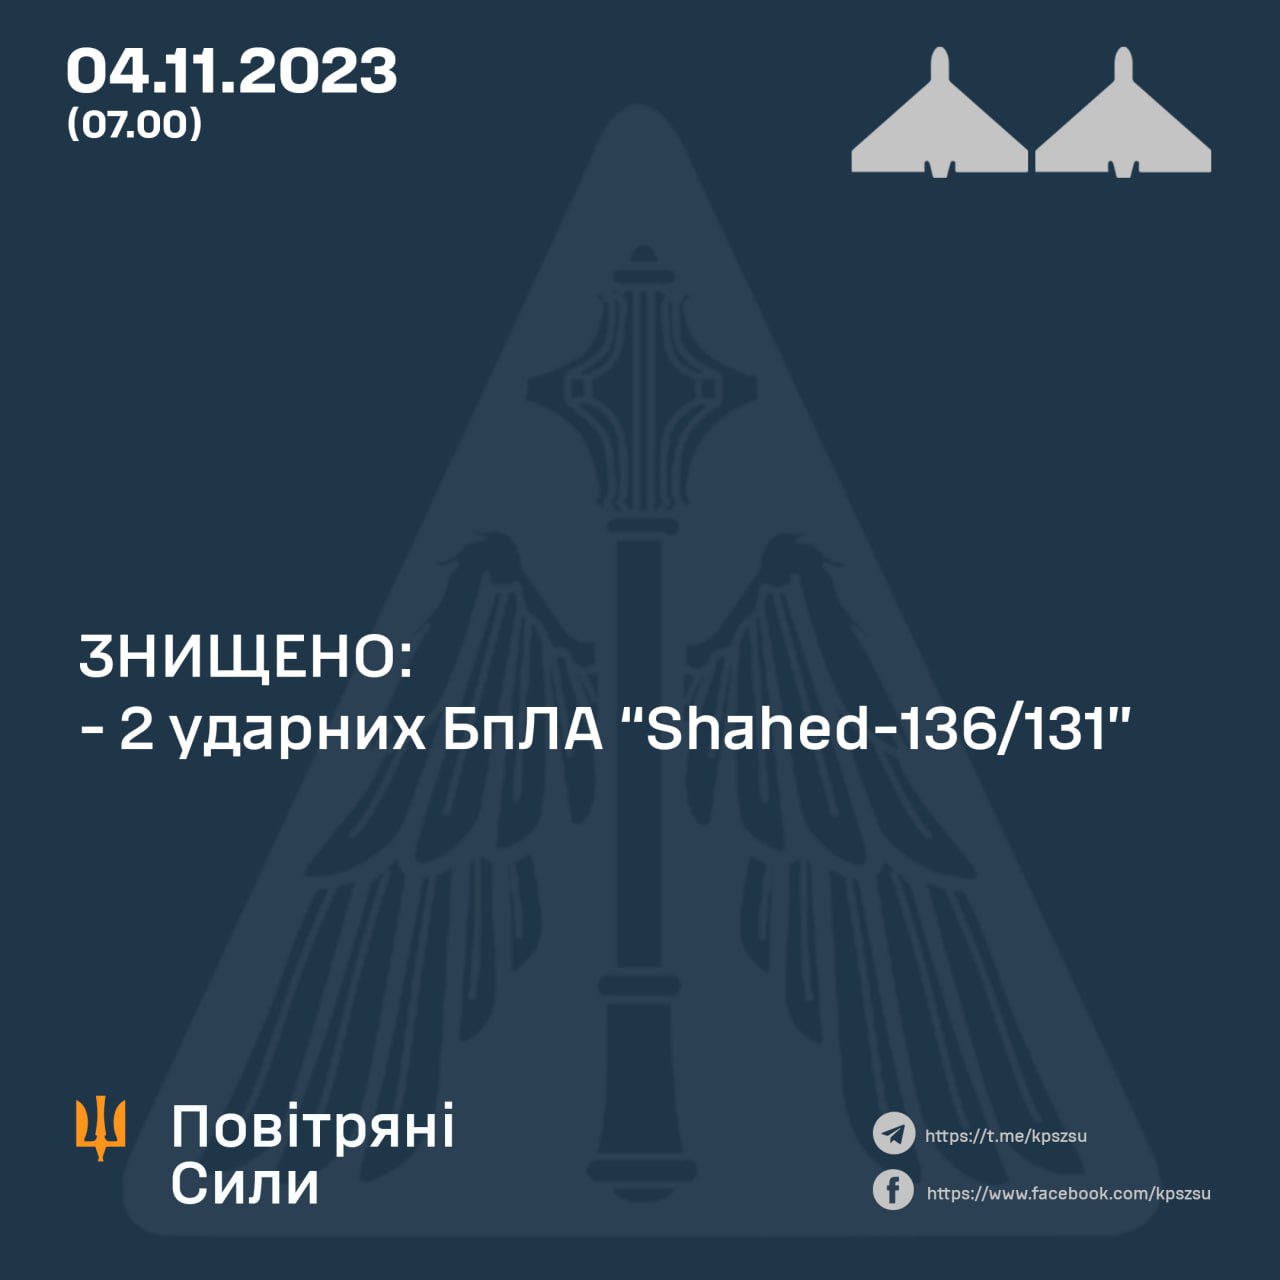 04.11.2023
(07.00)
ЗНИЩЕНО:
- 2 ударних БпЛА “Shahed-136/131”
Повітряні
Сили
https://t.me/kpszsu
https://www.facebook.com/kpszsu